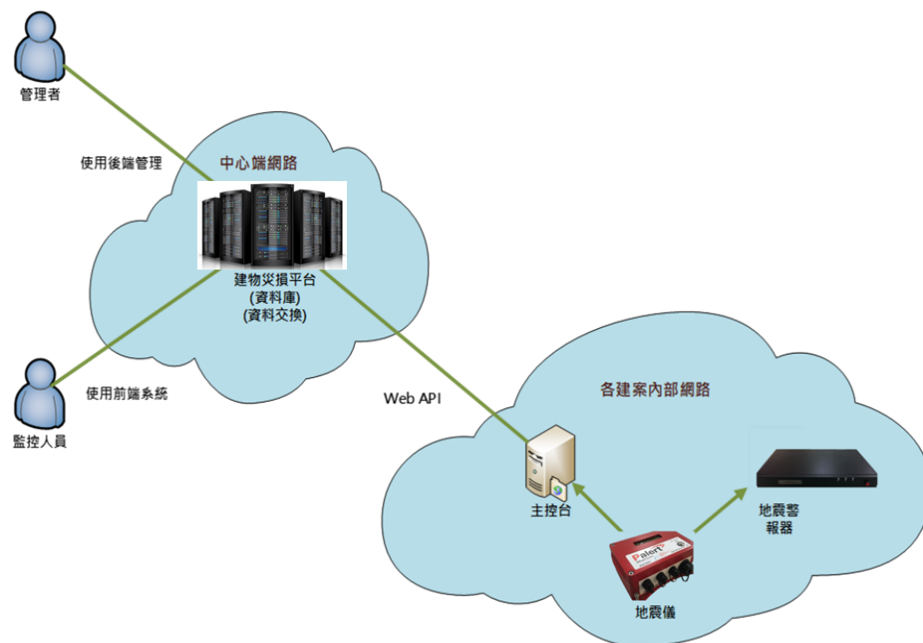 管理者
使用後端管理
中心端網路
建物災損平台
(資料庫)
(資料交換)
使用前端系統
監控人員
Web API
各建案內部網路
主控台
地震警
報器
Palert
地震儀